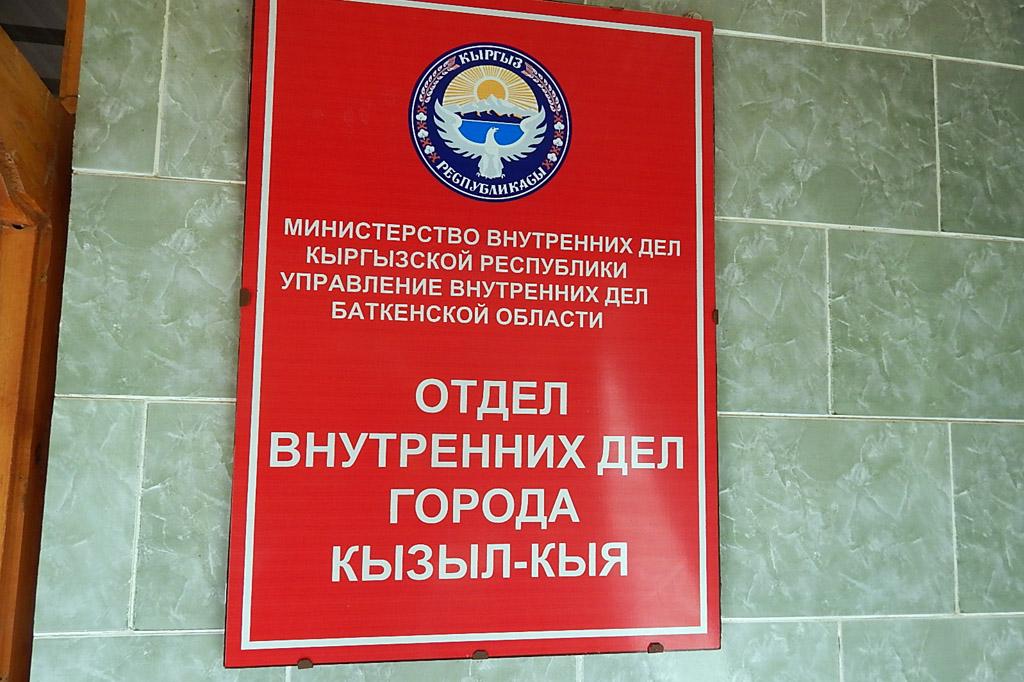 КЫРГЫЗ
РЕСПУБЛИКАСЫ
МИНИСТЕРСТВО ВНУТРЕННИХ ДЕЛ
КЫРГЫЗСКОЙ РЕСПУБЛИКИ
УПРАВЛЕНИЕ ВНУТРЕННИХ ДЕЛ
БАТКЕНСКОЙ ОБЛАСТИ
ОТДЕЛ
ВНУТРЕННИХ ДЕЛ
ГОРОДА
КЫЗЫЛ-КЫЯ